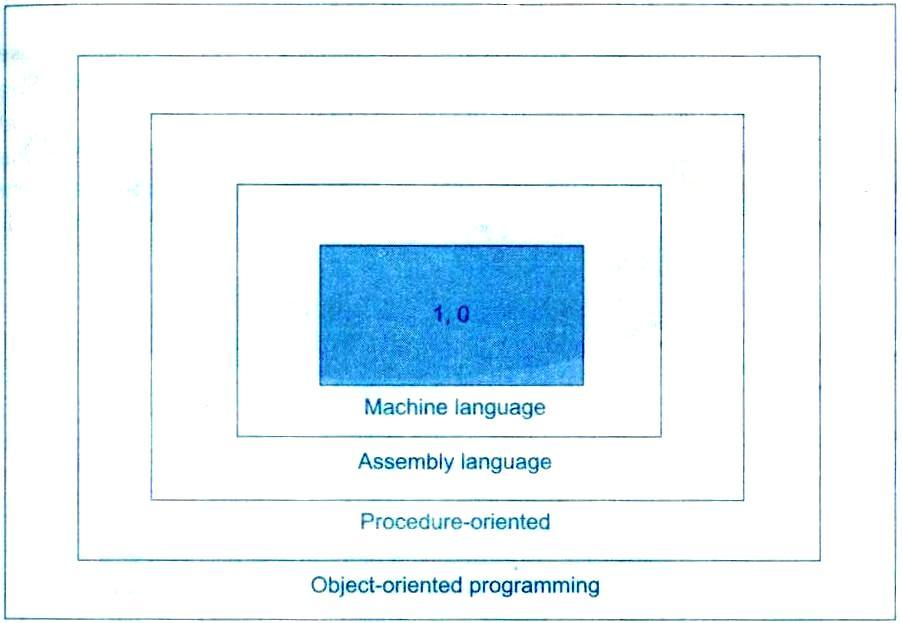 1, 0
Machine language
Assembly language
Procedure-oriented
Object-oriented programming